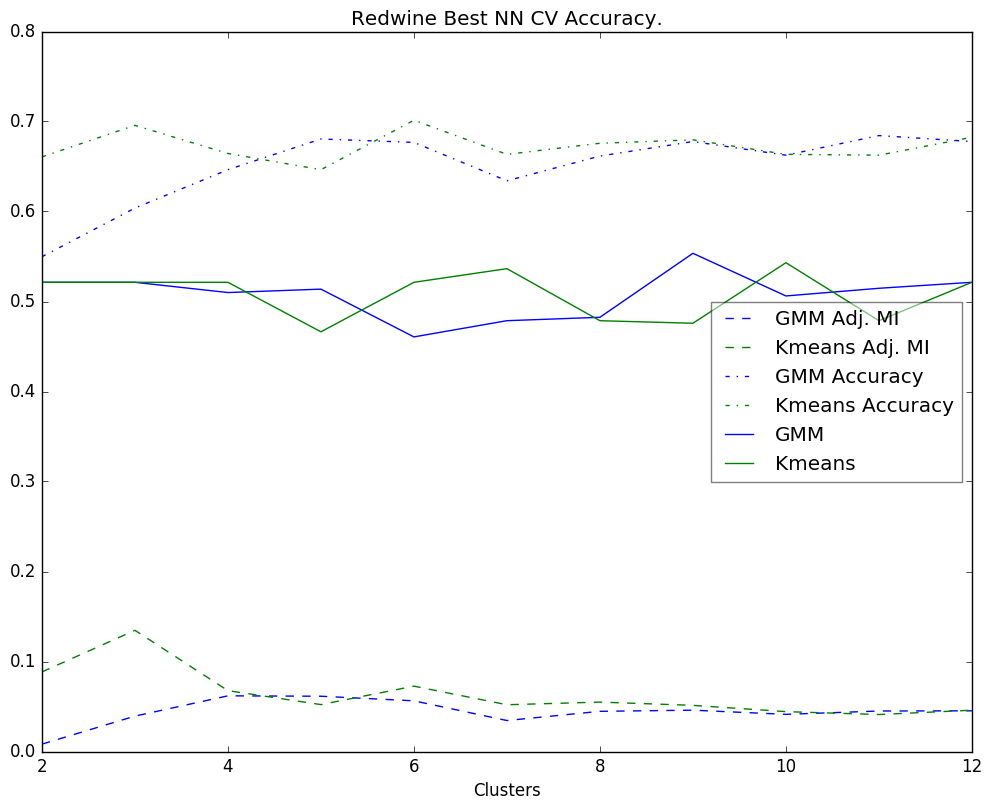 Redwine Best NN CV Accuracy.
0.8
0.7
0.6
0.5
0.4
0.3
0.2
0.1
0.0
GMM Adj. MI
Kmeans Adj. MI
GMM Accuracy
Kmeans Accuracy
GMM
Kmeans
2 4 6 8 10 12
Clusters